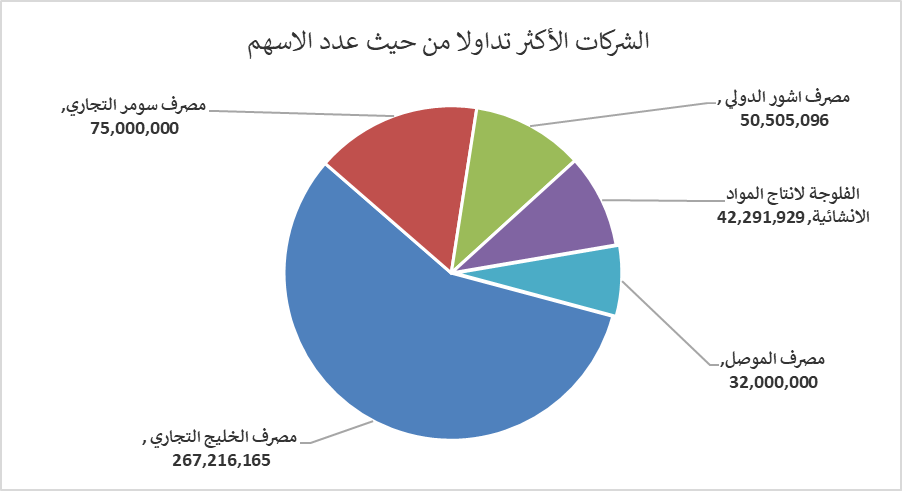 الشركات الأكثر تداولا من حيث عدد الاسهم
مصرف اشور الدولي ,
50,505,096
مصرف سومر التجاري,
75,000,000
الفلوجة لانتاج المواد
الانشائية, 42,291,929
مصرف الموصل,
32,000,000
مصرف الخليج التجاري ,
267,216,165